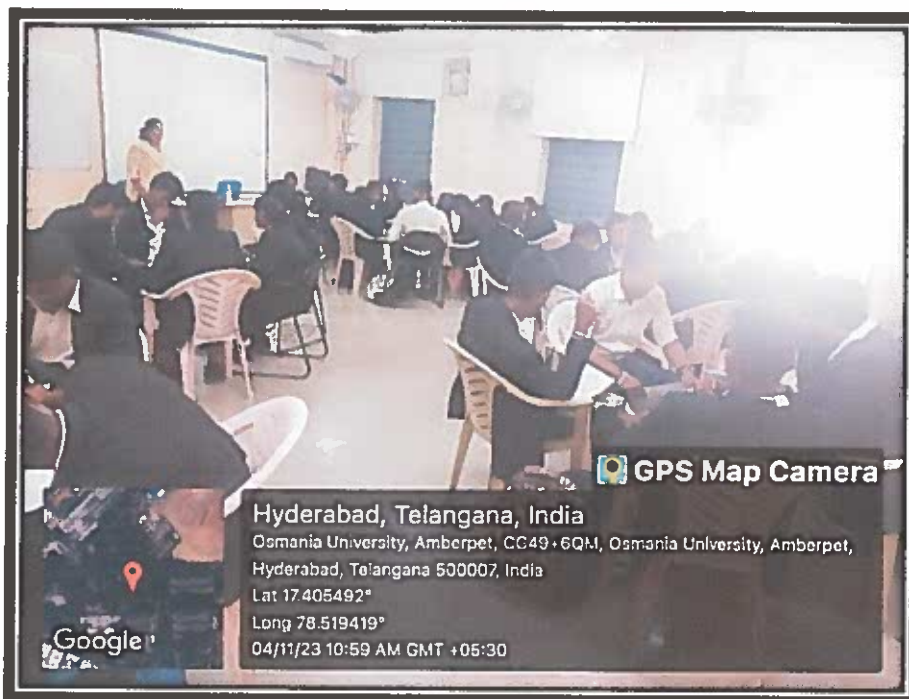 GPS Map Camera
Hyderabad, Telangana, India
Osmania University, Amberpet, CG49+6QM, Osmania University, Amberpet,
Hyderabad, Telangana 500007, India
Lat 17.405492°
Long 78.519419°
04/11/23 10:59 AM GMT +05:30
Google